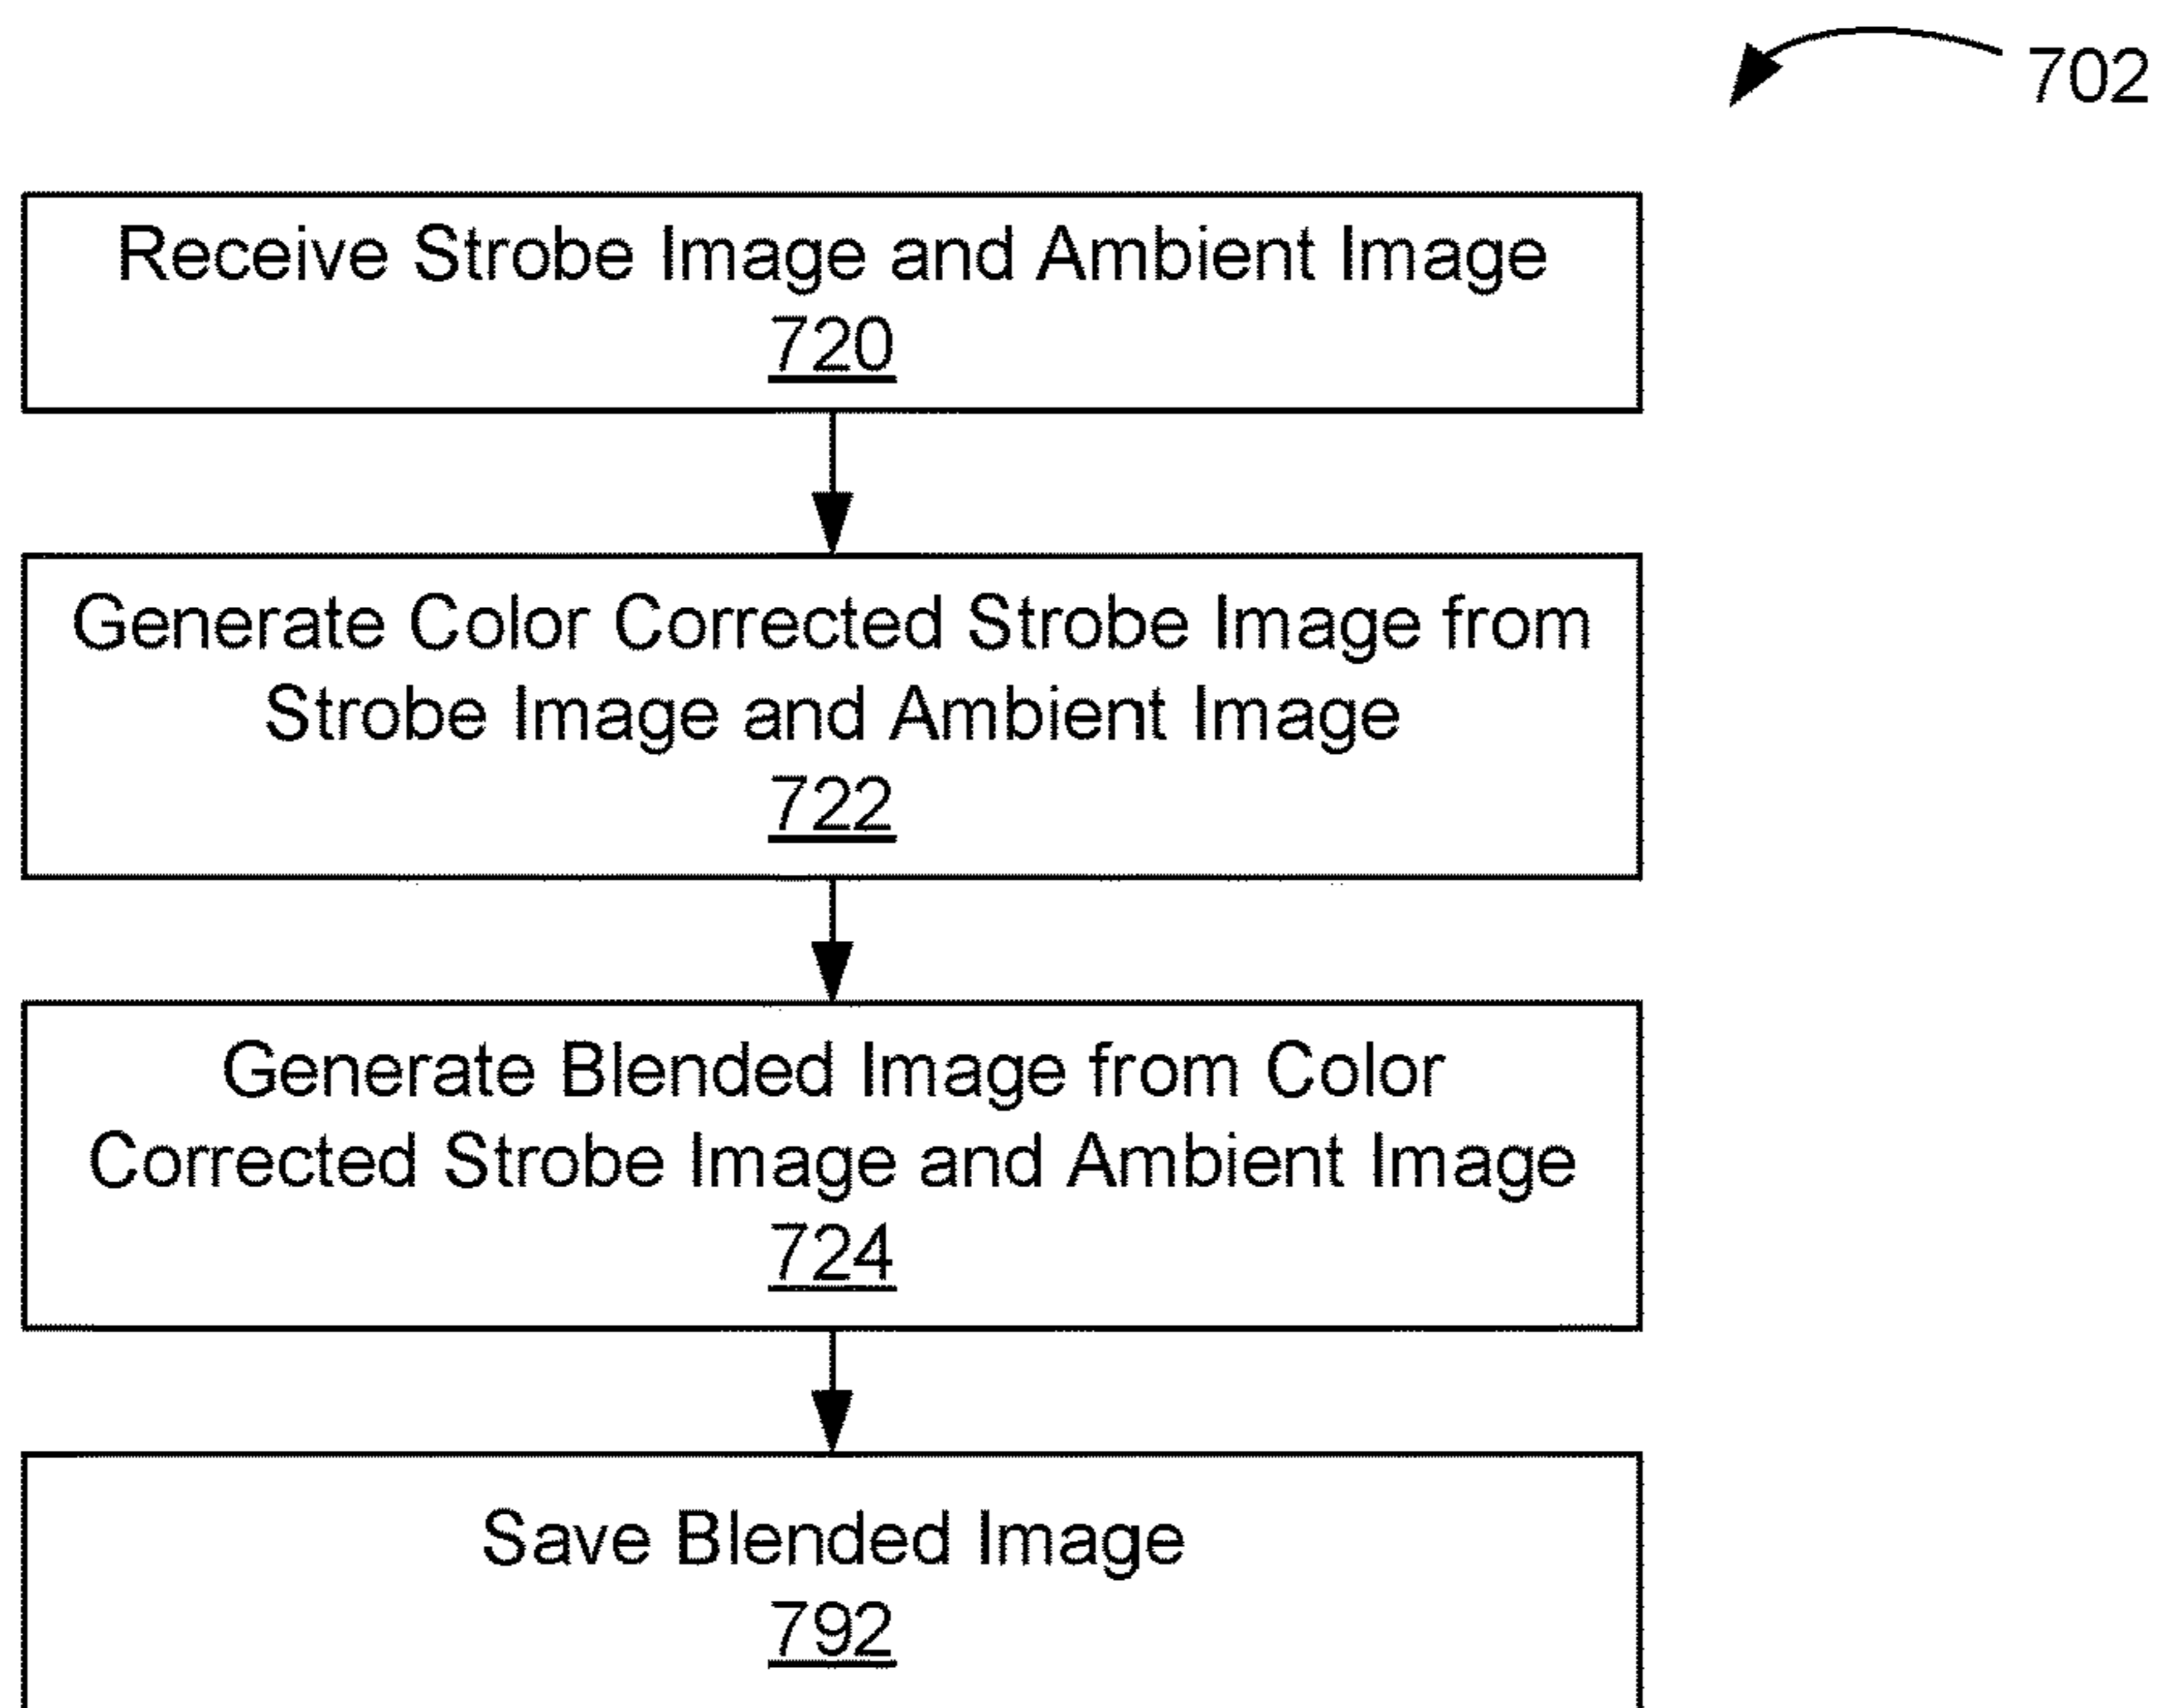 702
Receive Strobe Image and Ambient Image
720
Generate Color Corrected Strobe Image from
Strobe Image and Ambient Image
722
Generate Blended Image from Color
Corrected Strobe Image and Ambient Image
724
Save Blended Image
792